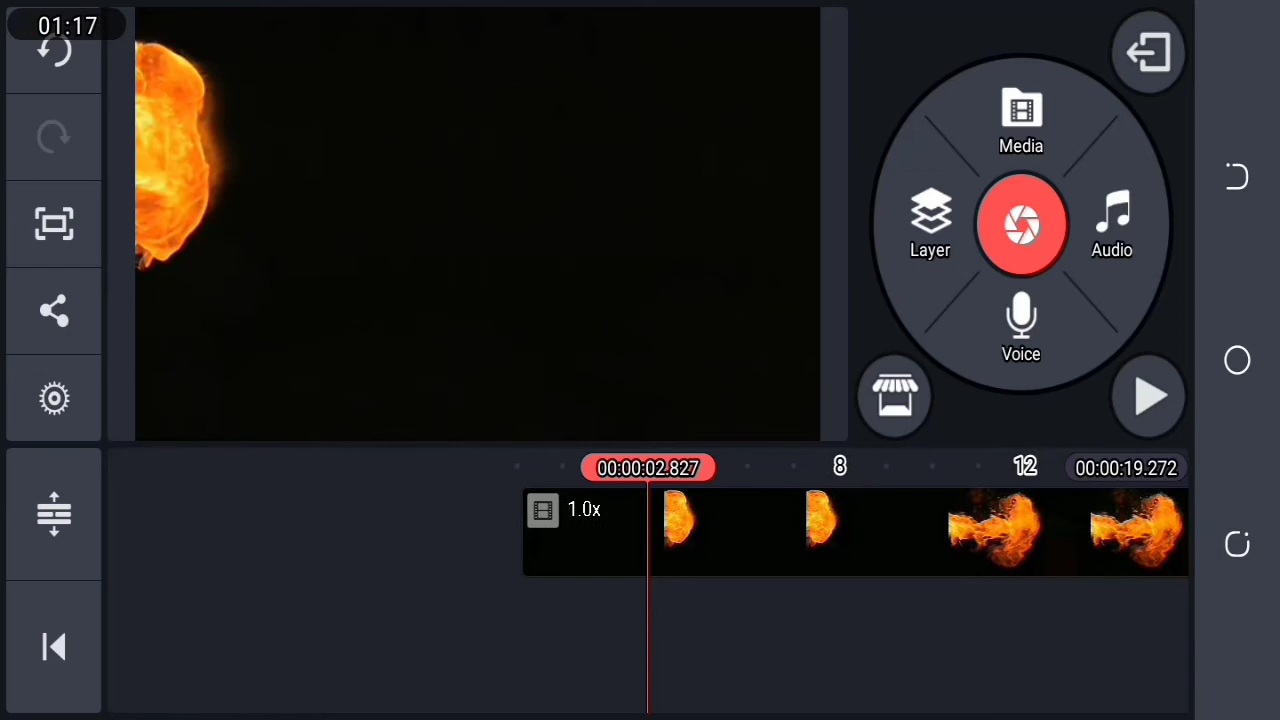 01:17
Media
Layer
Audio
Voice
00:00:02.827
8
12
00:00:19.272
1.0x